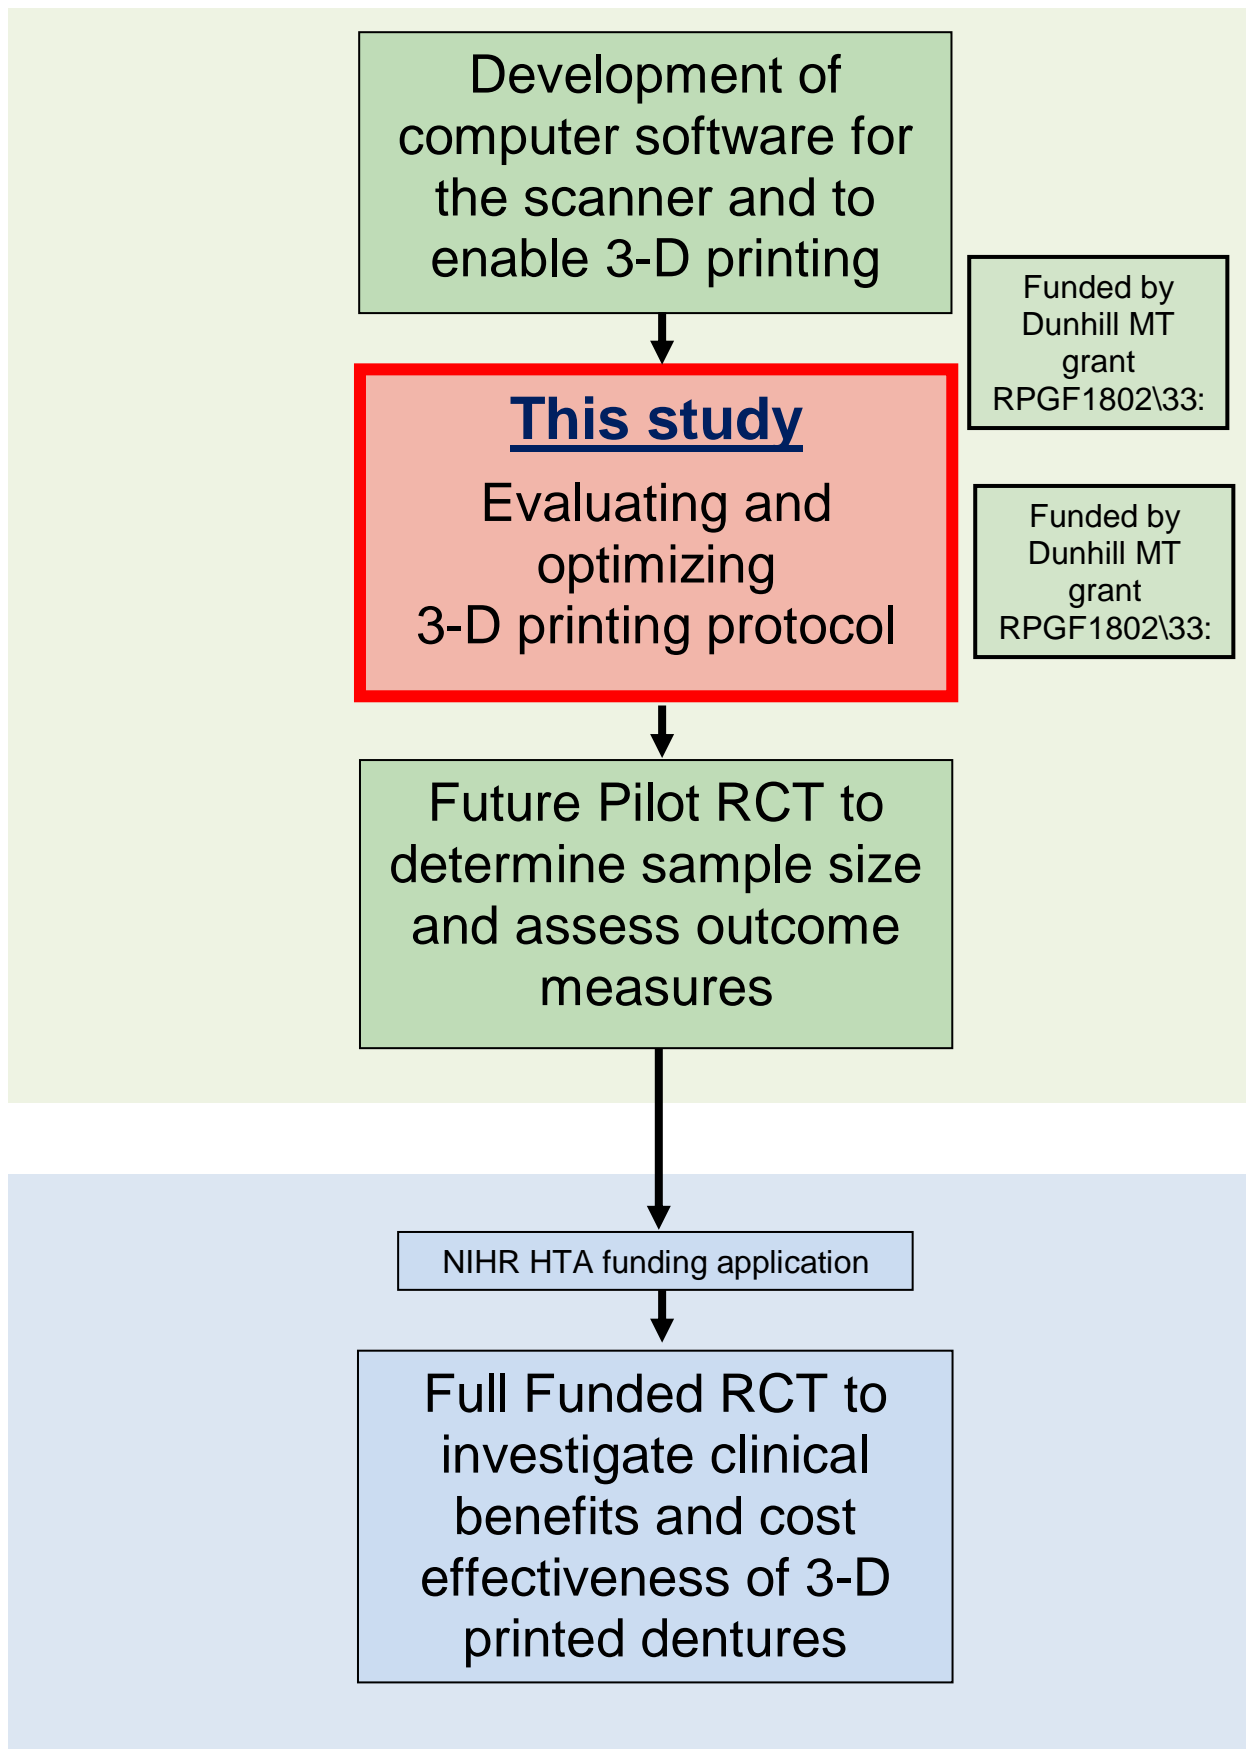 Development of
computer software for
the scanner and to
enable 3-D printing
Funded by
Dunhill MT
grant
RPGF1802\33:
This study
Evaluating and
optimizing
3-D printing protocol
Funded by
Dunhill MT
grant
RPGF1802\33:
Future Pilot RCT to
determine sample size
and assess outcome
measures
NIHR HTA funding application
Full Funded RCT to
investigate clinical
benefits and cost
effectiveness of 3-D
printed dentures